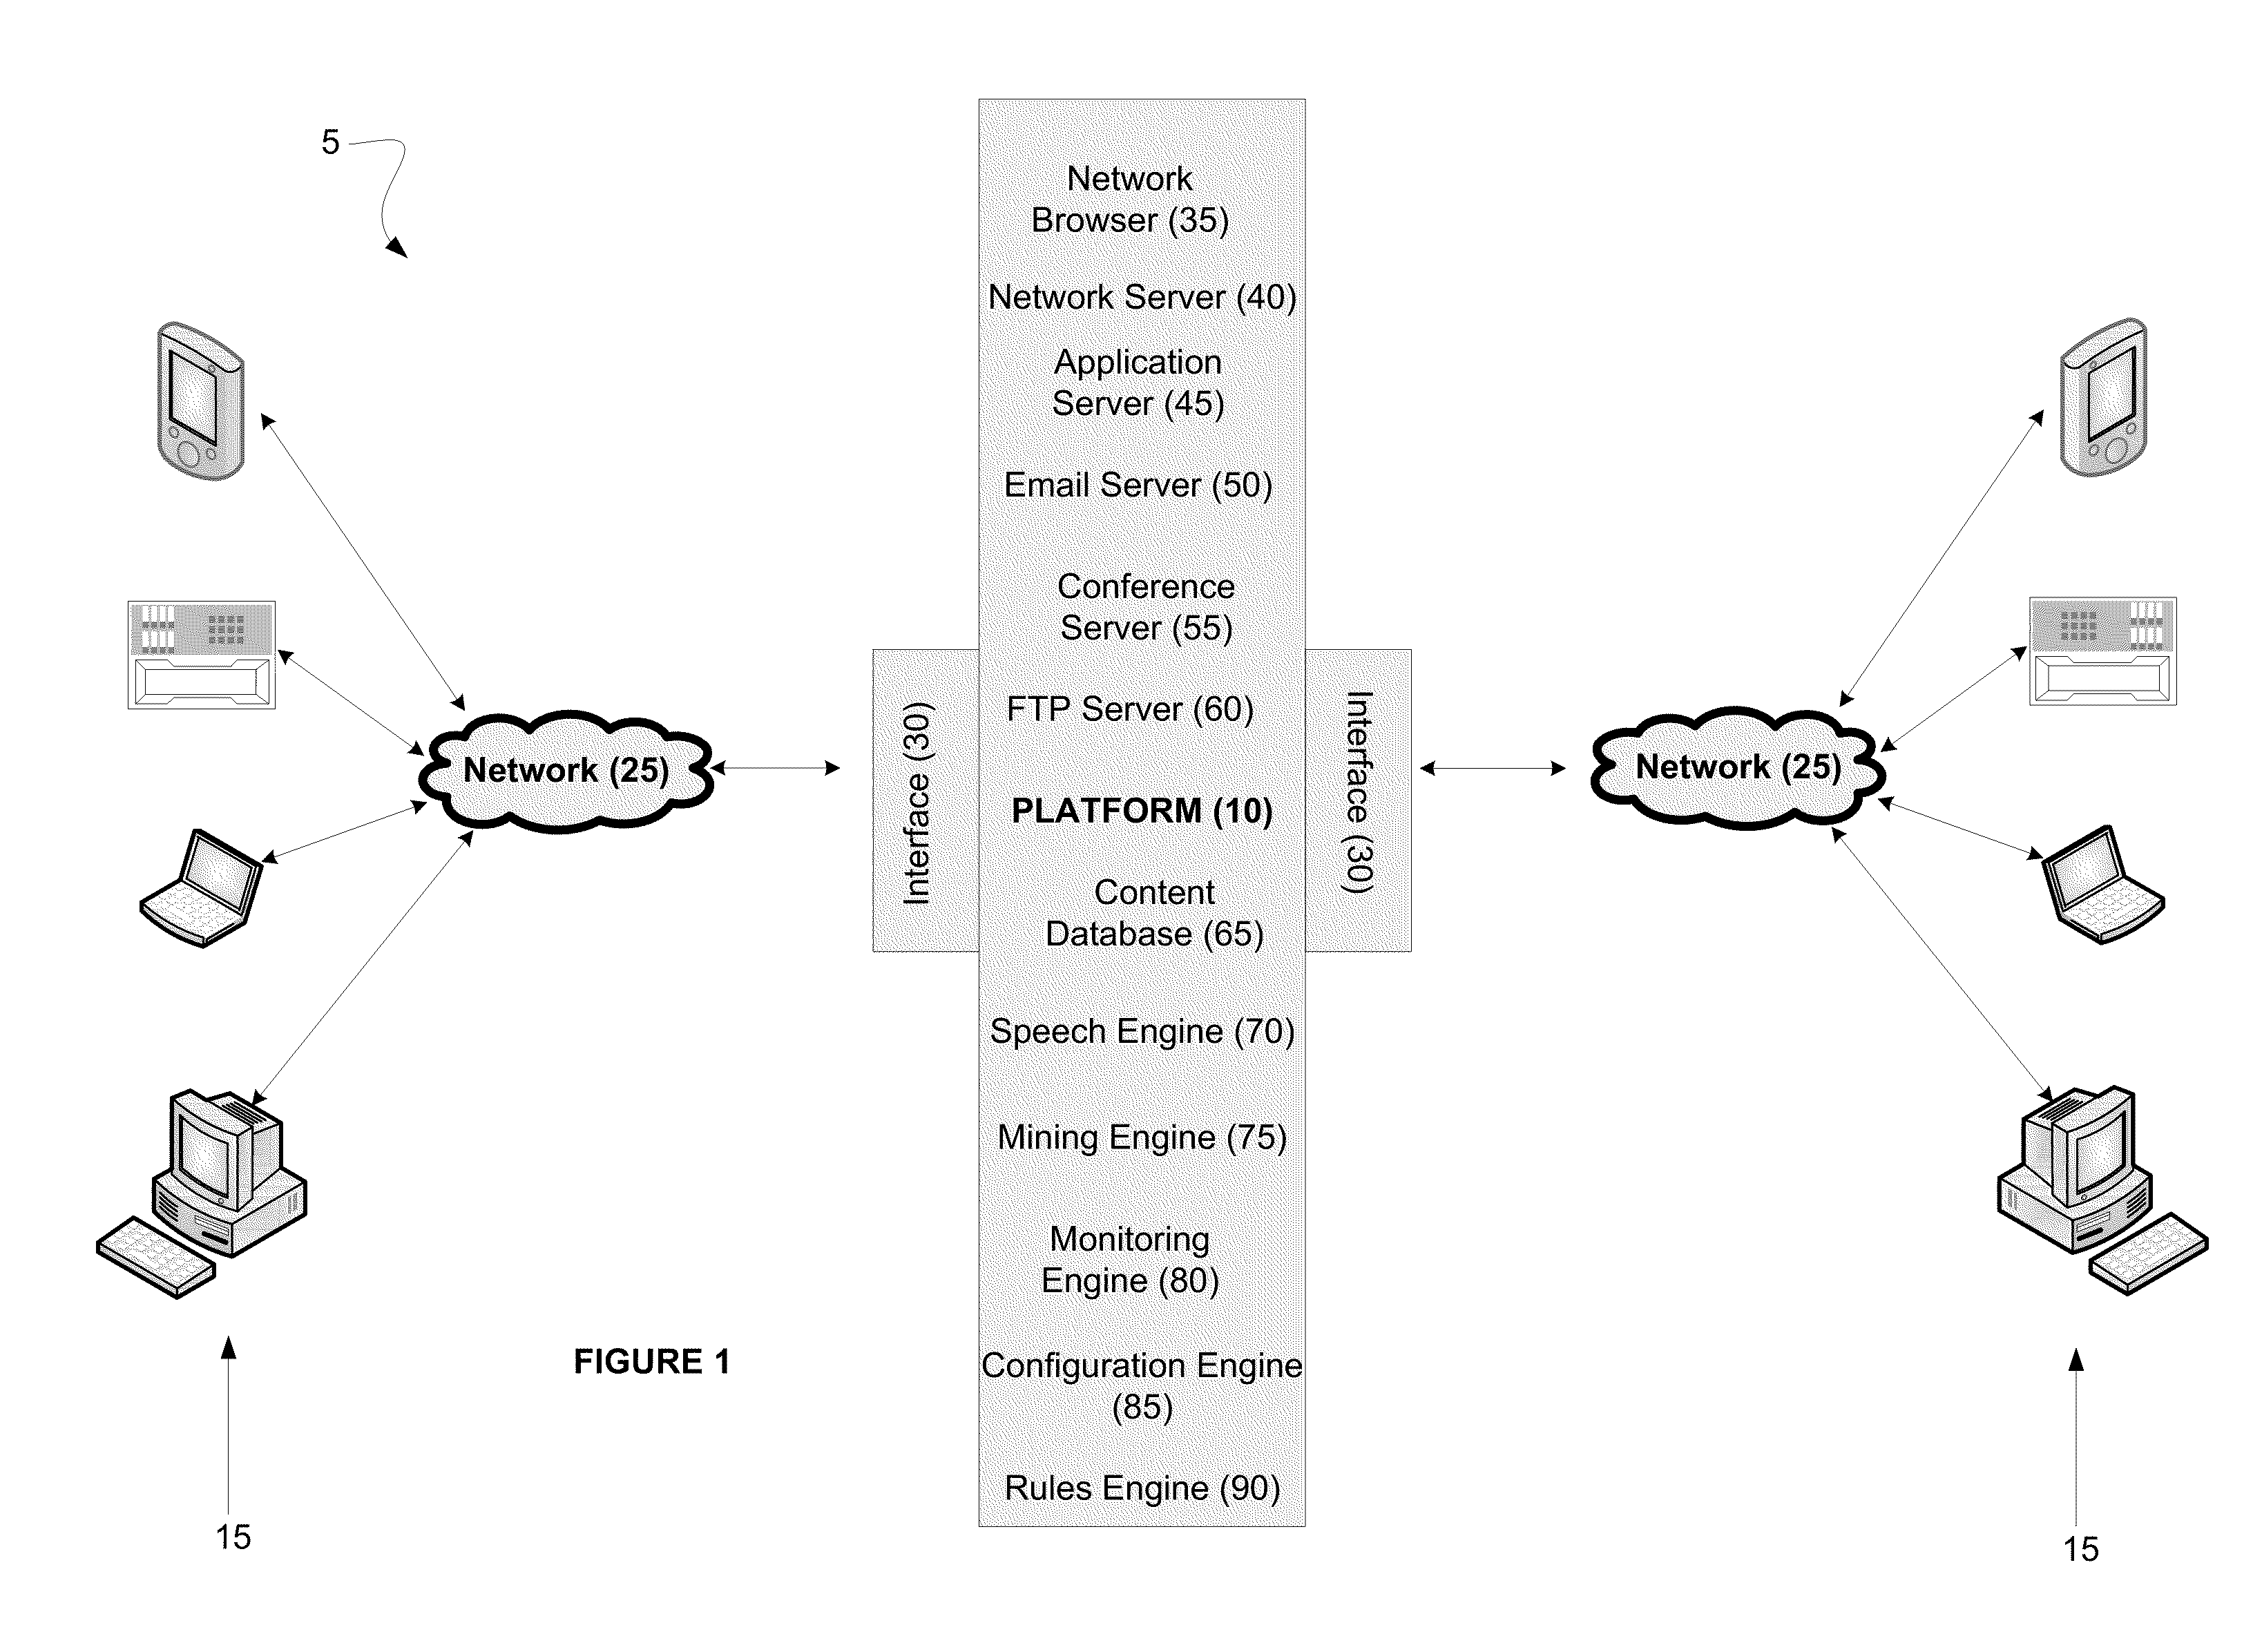 5
Network
Browser (35)
Network Server (40)
Application
Server (45)
Email Server (50)
Conference
Server (55)
FTP Server (60)
Interface (30)
Interface (30)
Network (25)
Network (25)
PLATFORM (10)
Content
Database (65)
Speech Engine (70)
Mining Engine (75)
Monitoring
Engine (80)
Configuration Engine
(85)
Rules Engine (90)
FIGURE 1
15
15